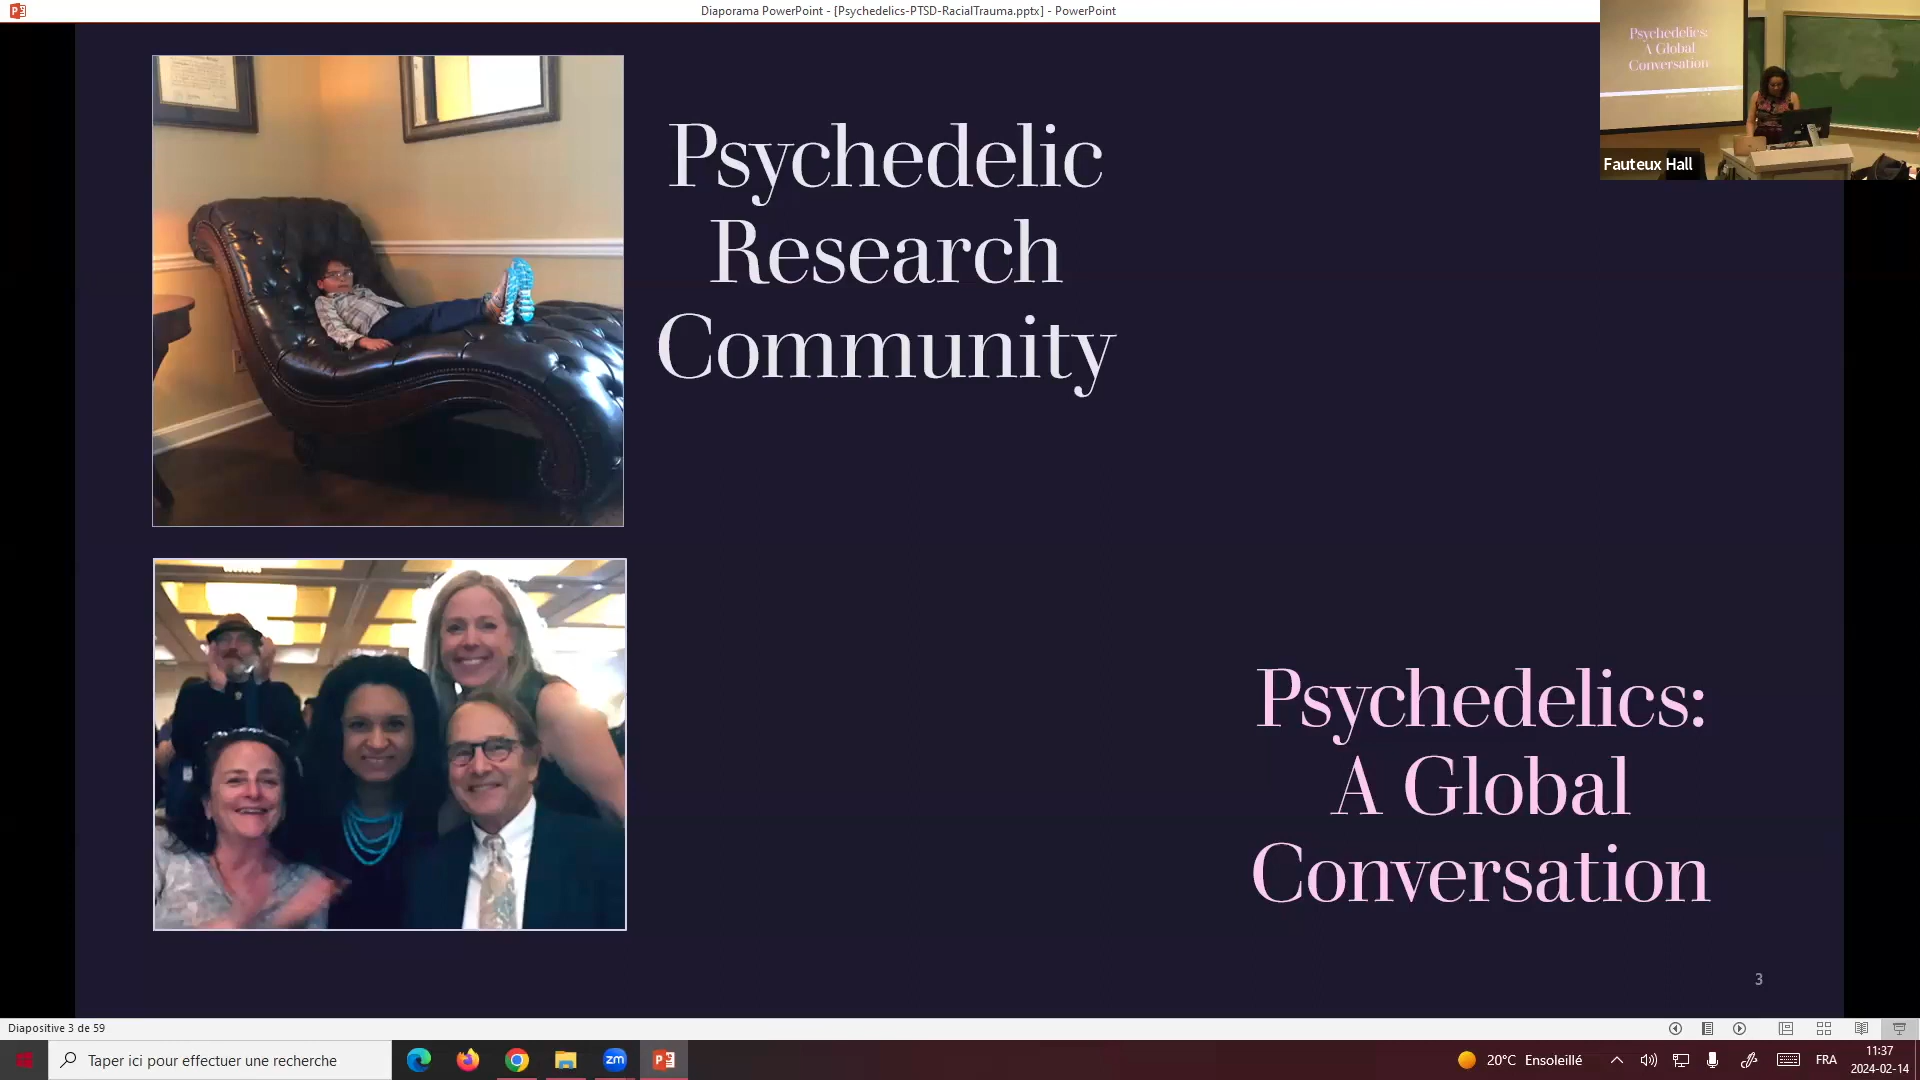 Diaporama PowerPoint - [Psychedelics-PTSD-RacialTrauma.pptx] - PowerPoint
Psychedelics:
A Global
Conversation
Fauteux Hall
Psychedelic
Research
Community
Psychedelics:
A Global
Conversation
3
Diapositive 3 de 59
Taper ici pour effectuer une recherche
zm
20°C Ensoleillé
FRA
11:37
2024-02-14